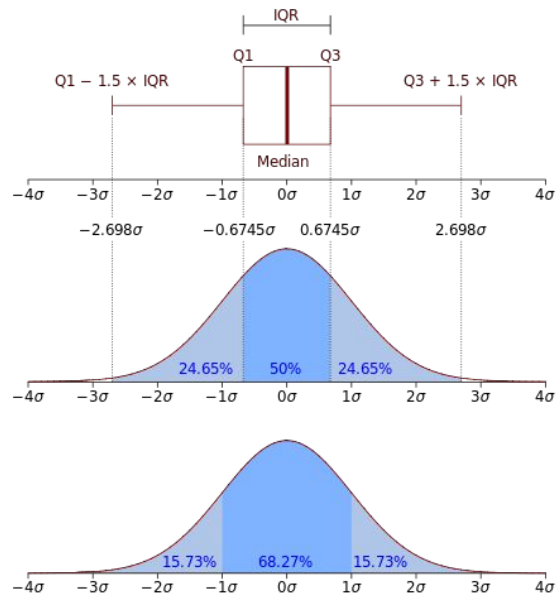 IQR
Q1 Q3
Q1 − 1.5 × IQR Q3 + 1.5 × IQR
Median
−4σ −3σ −2σ −1σ 0σ 1σ 2σ 3σ 4σ
−2.698σ −0.6745σ 0.6745σ 2.698σ
24.65% 50% 24.65%
−4σ −3σ −2σ −1σ 0σ 1σ 2σ 3σ 4σ
15.73% 68.27% 15.73%
−4σ −3σ −2σ −1σ 0σ 1σ 2σ 3σ 4σ